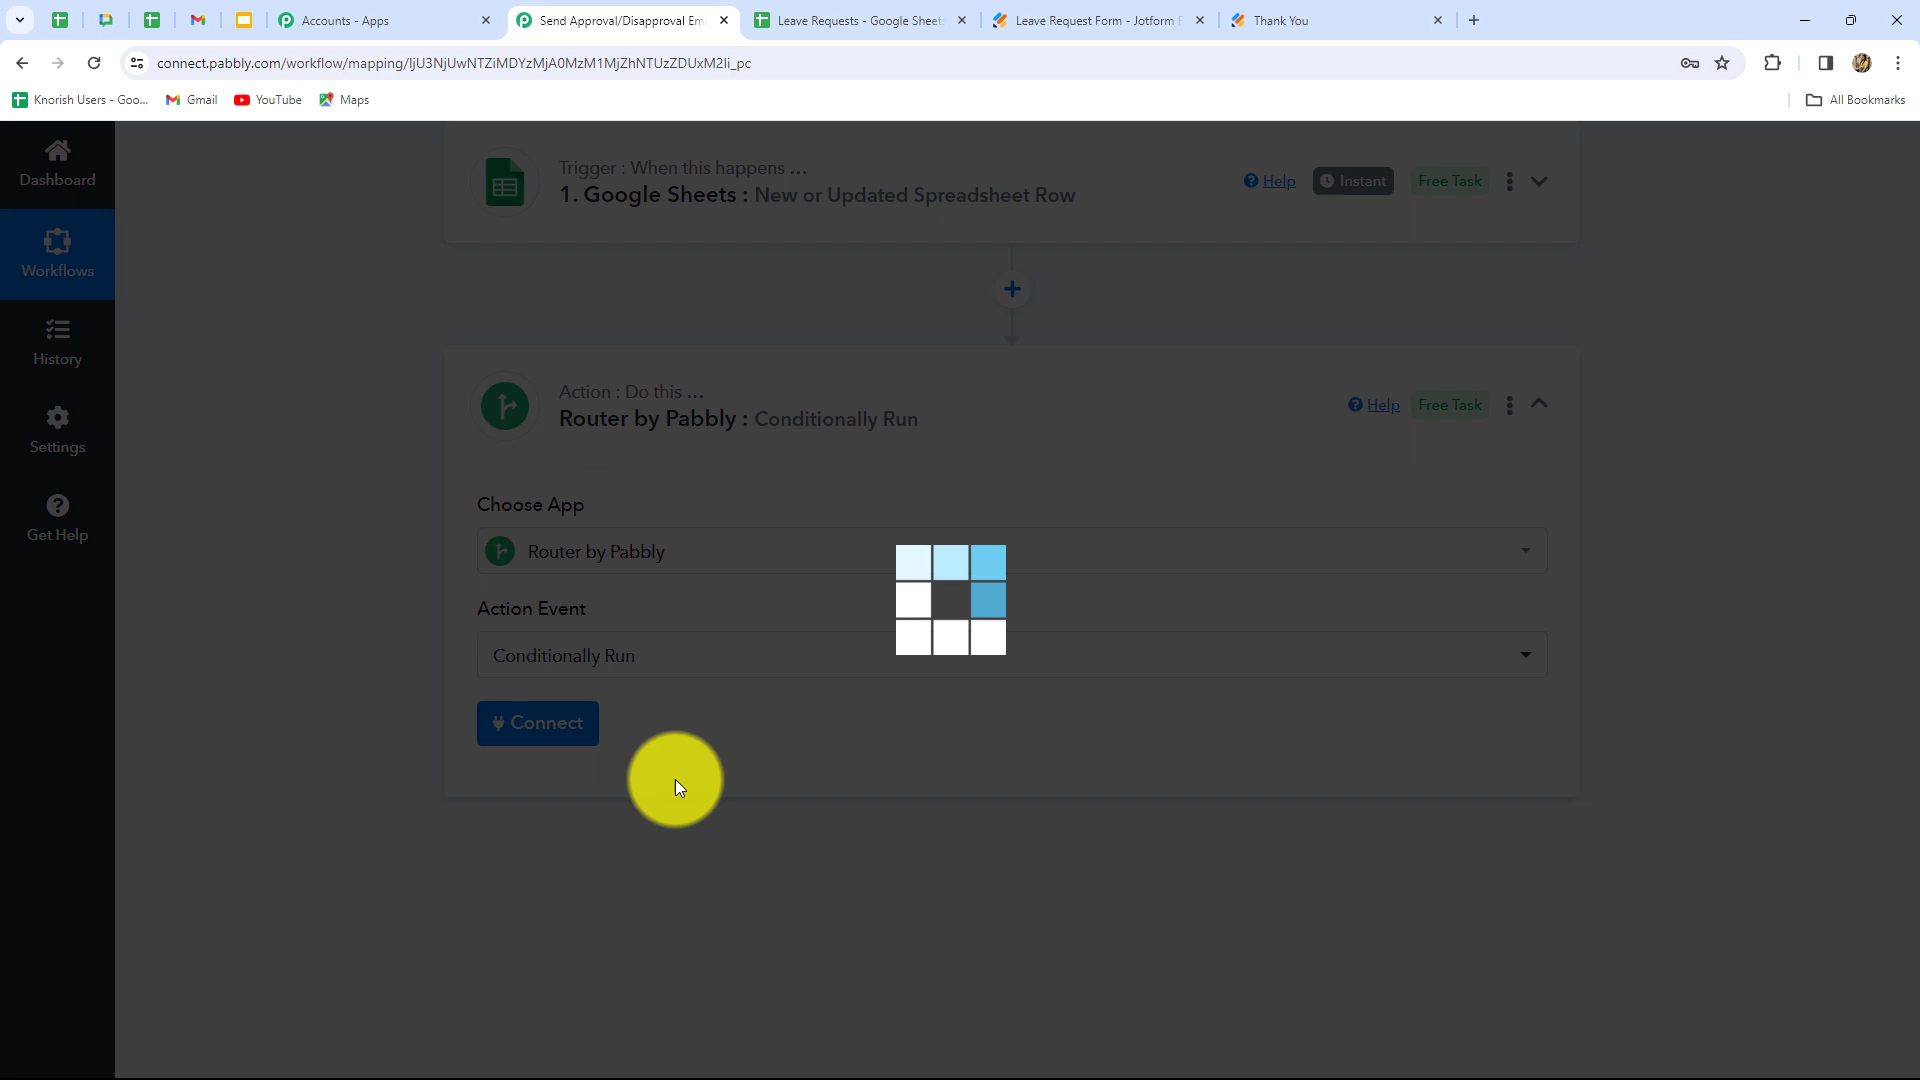 Accounts - Apps
Send Approval/Disapproval Em
Leave Requests - Google Sheets
Leave Request Form - Jotform F
Thank You
connect.pabbly.com/workflow/mapping/IjU3NjUwNTZiMDYzMjA0MzM1MjZhNTUzZDUxM2Ii_pc
Knorish Users - Goo...
Gmail
YouTube
Maps
All Bookmarks
Dashboard
Workflows
History
Settings
Get Help
Trigger : When this happens ...
1. Google Sheets : New or Updated Spreadsheet Row
Help
Instant
Free Task
Action : Do this ...
Router by Pabbly : Conditionally Run
Help
Free Task
Choose App
Router by Pabbly
Action Event
Conditionally Run
Connect